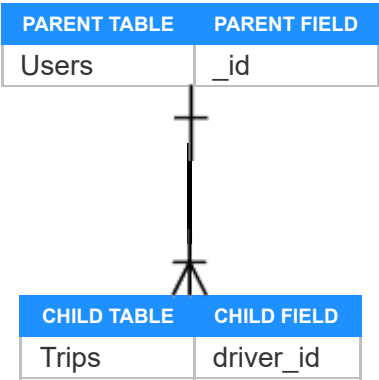 PARENT TABLE PARENT FIELD
Users _id
CHILD TABLE CHILD FIELD
Trips driver_id